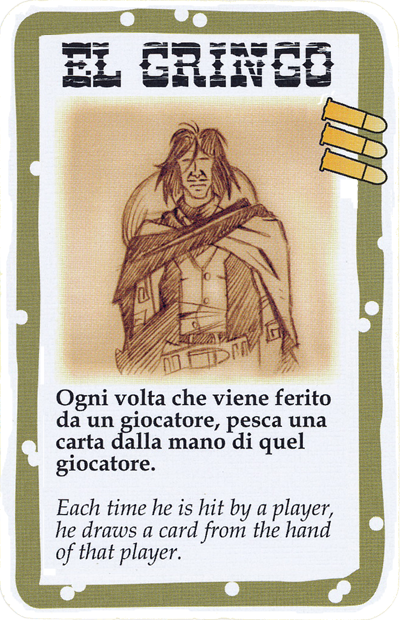 EL GRINGO
Ogni volta che viene ferito
da un giocatore, pesca una
carta dalla mano di quel
giocatore.
Each time he is hit by a player,
he draws a card from the hand
of that player.